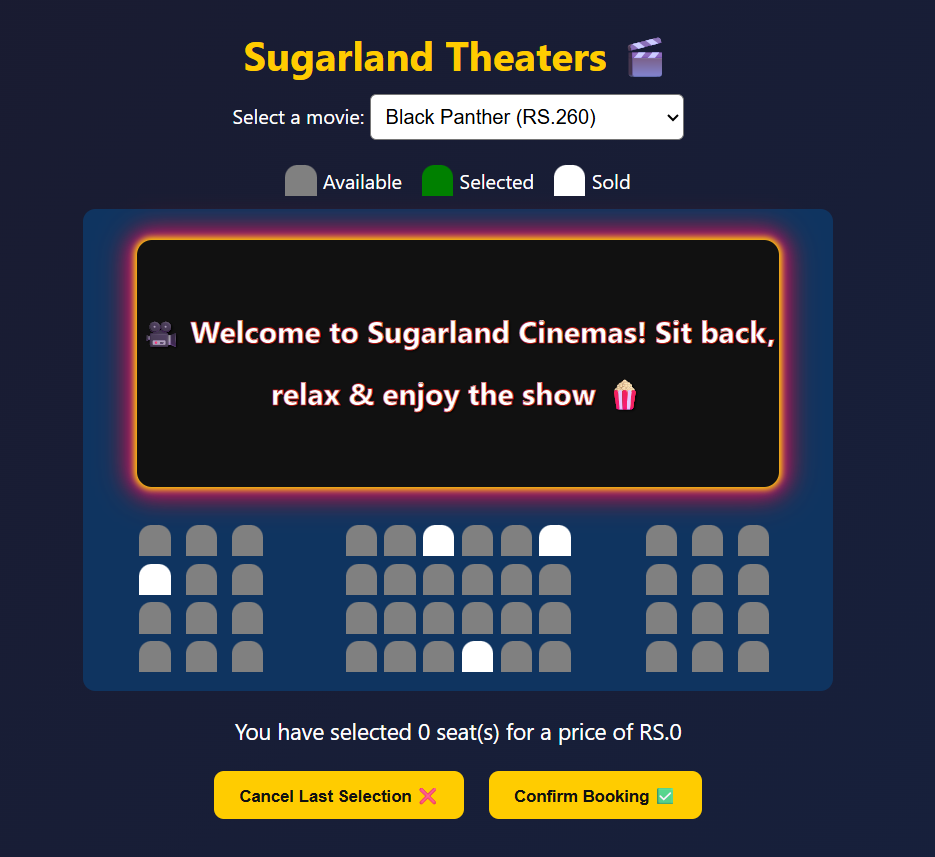 Sugarland Theaters 🎬
Select a movie: Black Panther (RS.260)
Available Selected Sold
🎥 Welcome to Sugarland Cinemas! Sit back,
relax & enjoy the show 🍿
You have selected 0 seat(s) for a price of RS.0
Cancel Last Selection ❌ Confirm Booking ✅